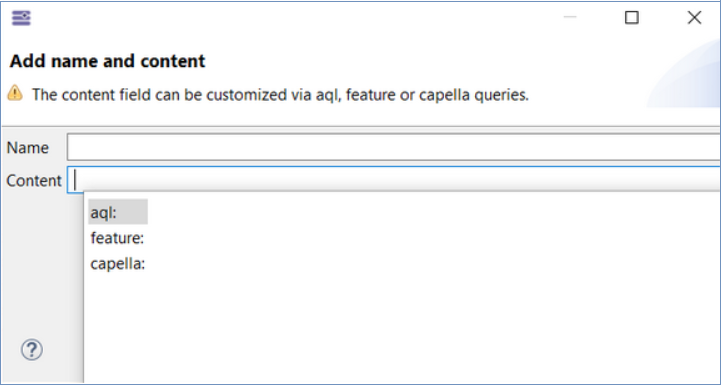 Add name and content
The content field can be customized via aql, feature or capella queries.
Name
Content
aql:
feature:
capella:
?